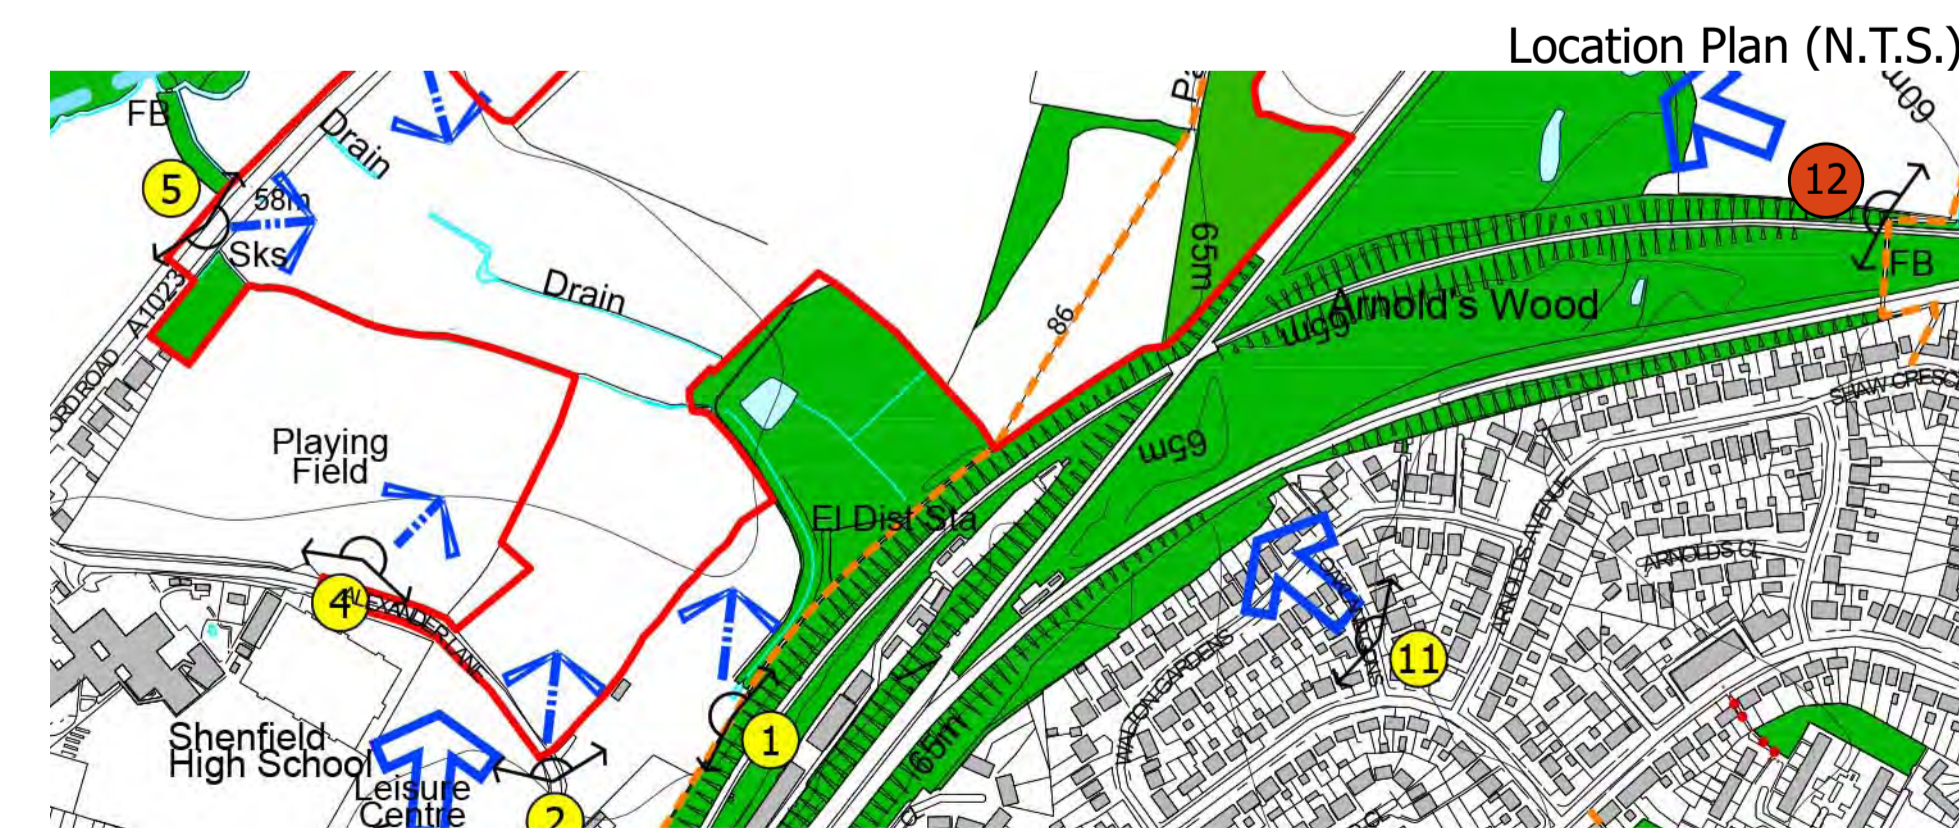 Location Plan (N.T.S.)
FB
Drain
60m
5
12
58m
Sks
65m
FB
A1023
Drain
86
Arnold's Wood
65m
SHAW CRESC
Playing
Field
65m
El Dist Sta
ARNOLDS AVENUE
ARNOLDS CL
4
ALEXANDER LANE
WALTON GARDENS
11
1
65m
Shenfield
High School
Leisure
Centre
2